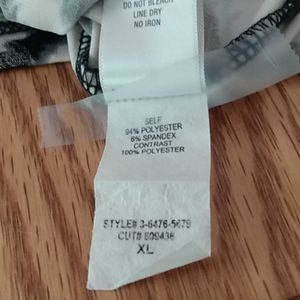 DO NOT BLEACH
LINE DRY
NO IRON
SELF
94% POLYESTER
6% SPANDEX
CONTRAST
100% POLYESTER
STYLE# 3-6476-5679
CUT# 609436
XL